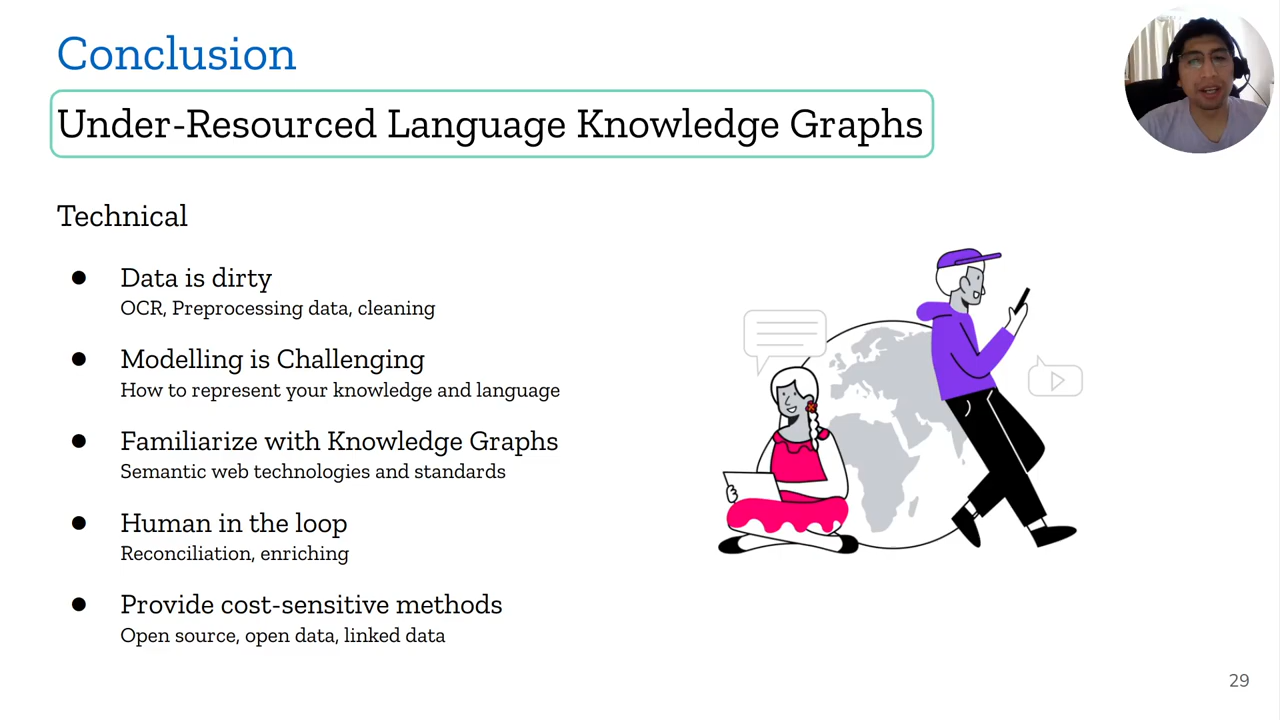 Conclusion
Under-Resourced Language Knowledge Graphs
Technical
● Data is dirty
OCR, Preprocessing data, cleaning
● Modelling is Challenging
How to represent your knowledge and language
● Familiarize with Knowledge Graphs
Semantic web technologies and standards
● Human in the loop
Reconciliation, enriching
● Provide cost-sensitive methods
Open source, open data, linked data
29